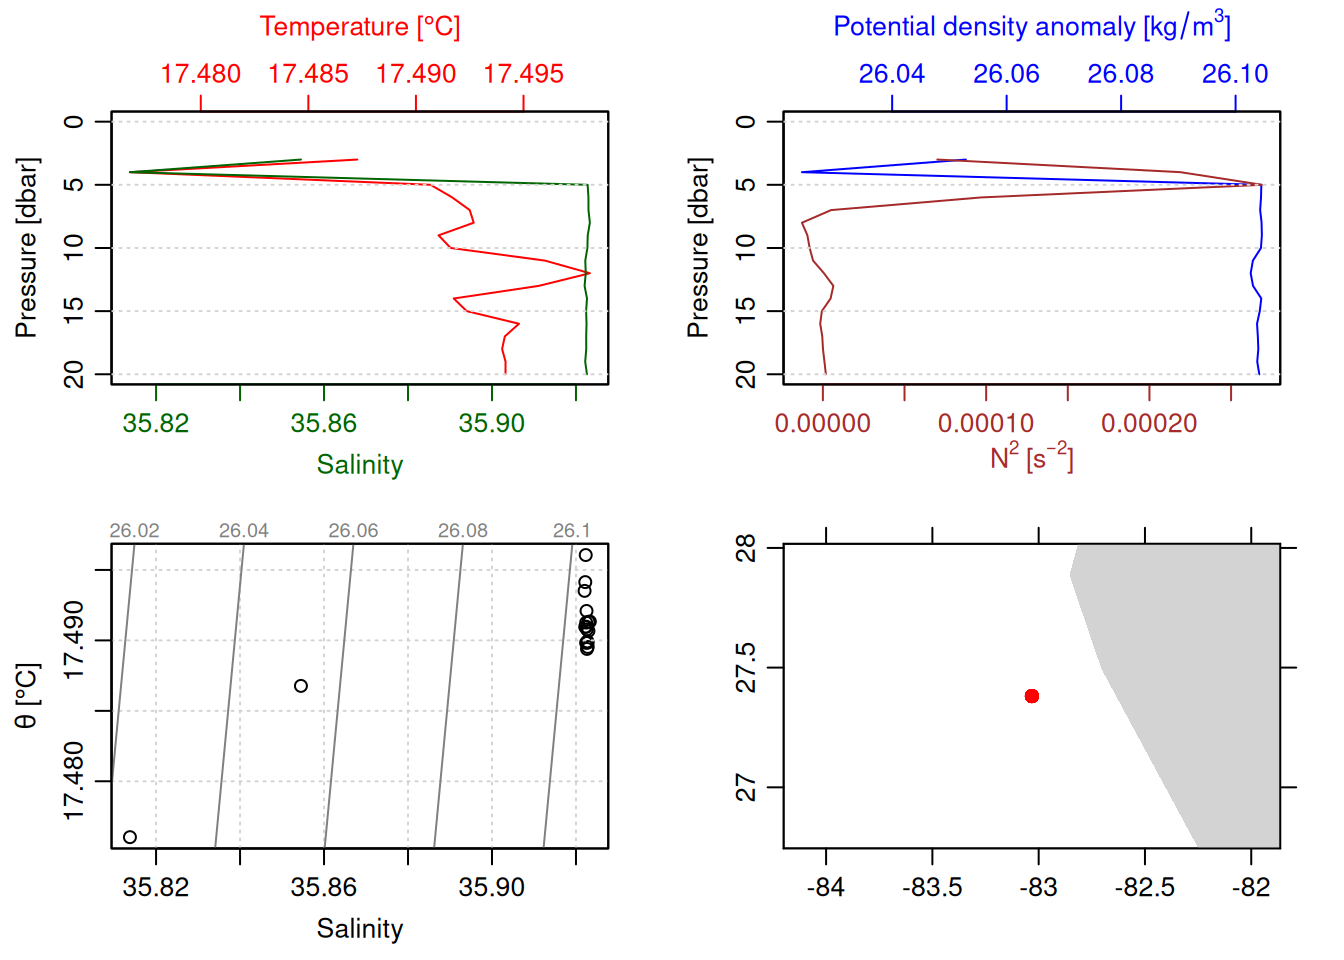 Temperature [°C]
17.480 17.485 17.490 17.495
Pressure [dbar]
0
5
10
15
20
35.82 35.86 35.90
Salinity
Potential density anomaly [kg/m³]
26.04 26.06 26.08 26.10
Pressure [dbar]
0
5
10
15
20
0.00000 0.00010 0.00020
N² [s⁻²]
26.02 26.04 26.06 26.08 26.1
θ [°C]
17.490
17.480
35.82 35.86 35.90
Salinity
28
27.5
27
-84 -83.5 -83 -82.5 -82